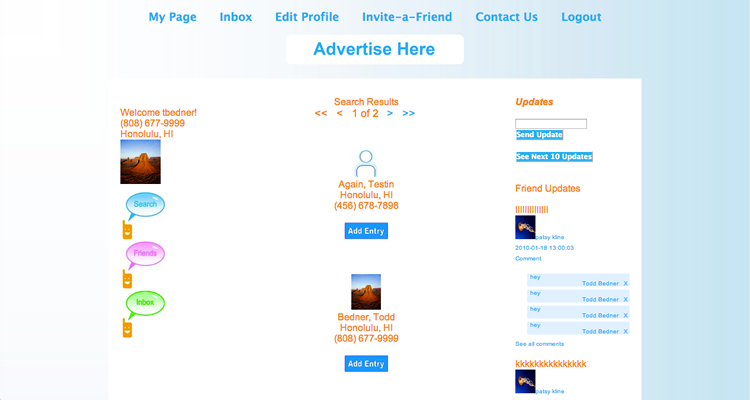 My Page Inbox Edit Profile Invite-a-Friend Contact Us Logout
Advertise Here
Welcome tbedner!
(808) 677-9999
Honolulu, HI
Search
Friends
Inbox
Search Results
<< < 1 of 2 > >>
Again, Testin
Honolulu, HI
(456) 678-7898
Add Entry
Bedner, Todd
Honolulu, HI
(808) 677-9999
Add Entry
Updates
Send Update
See Next 10 Updates
Friend Updates
patsy kline
2010-01-18 13:00:03
Comment
hey
Todd Bedner X
hey
Todd Bedner X
hey
Todd Bedner X
hey
Todd Bedner X
See all comments
kkkkkkkkkkkkkkk
patsy kline